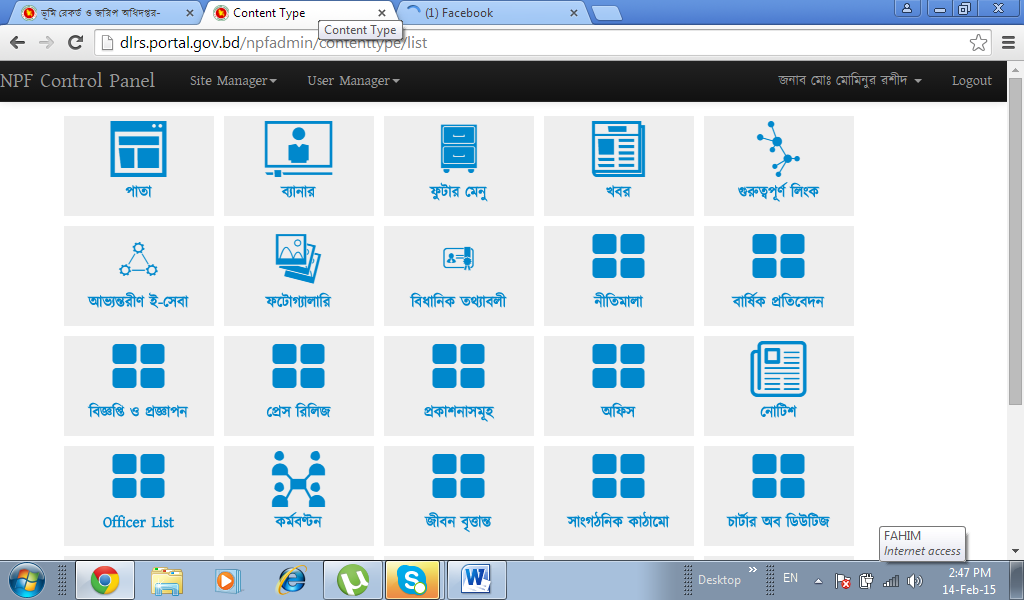 ভূমি রেকর্ড ও জরিপ অধিদপ্তর-
Content Type
(1) Facebook
Content Type
dlrs.portal.gov.bd/npfadmin/contenttype/list
NPF Control Panel
Site Manager
User Manager
জনাব মোঃ মোমিনুর রশীদ
Logout
পাতা
ব্যানার
ফুটার মেনু
খবর
গুরুত্বপূর্ণ লিংক
আভ্যন্তরীণ ই-সেবা
ফটোগ্যালারি
বিধানিক তথ্যাবলী
নীতিমালা
বার্ষিক প্রতিবেদন
বিজ্ঞপ্তি ও প্রজ্ঞাপন
প্রেস রিলিজ
প্রকাশনাসমূহ
অফিস
নোটিশ
Officer List
কর্মবণ্টন
জীবন বৃত্তান্ত
সাংগঠনিক কাঠামো
চার্টার অব ডিউটিজ
FAHIM
Internet access
Desktop
EN
2:47 PM
14-Feb-15